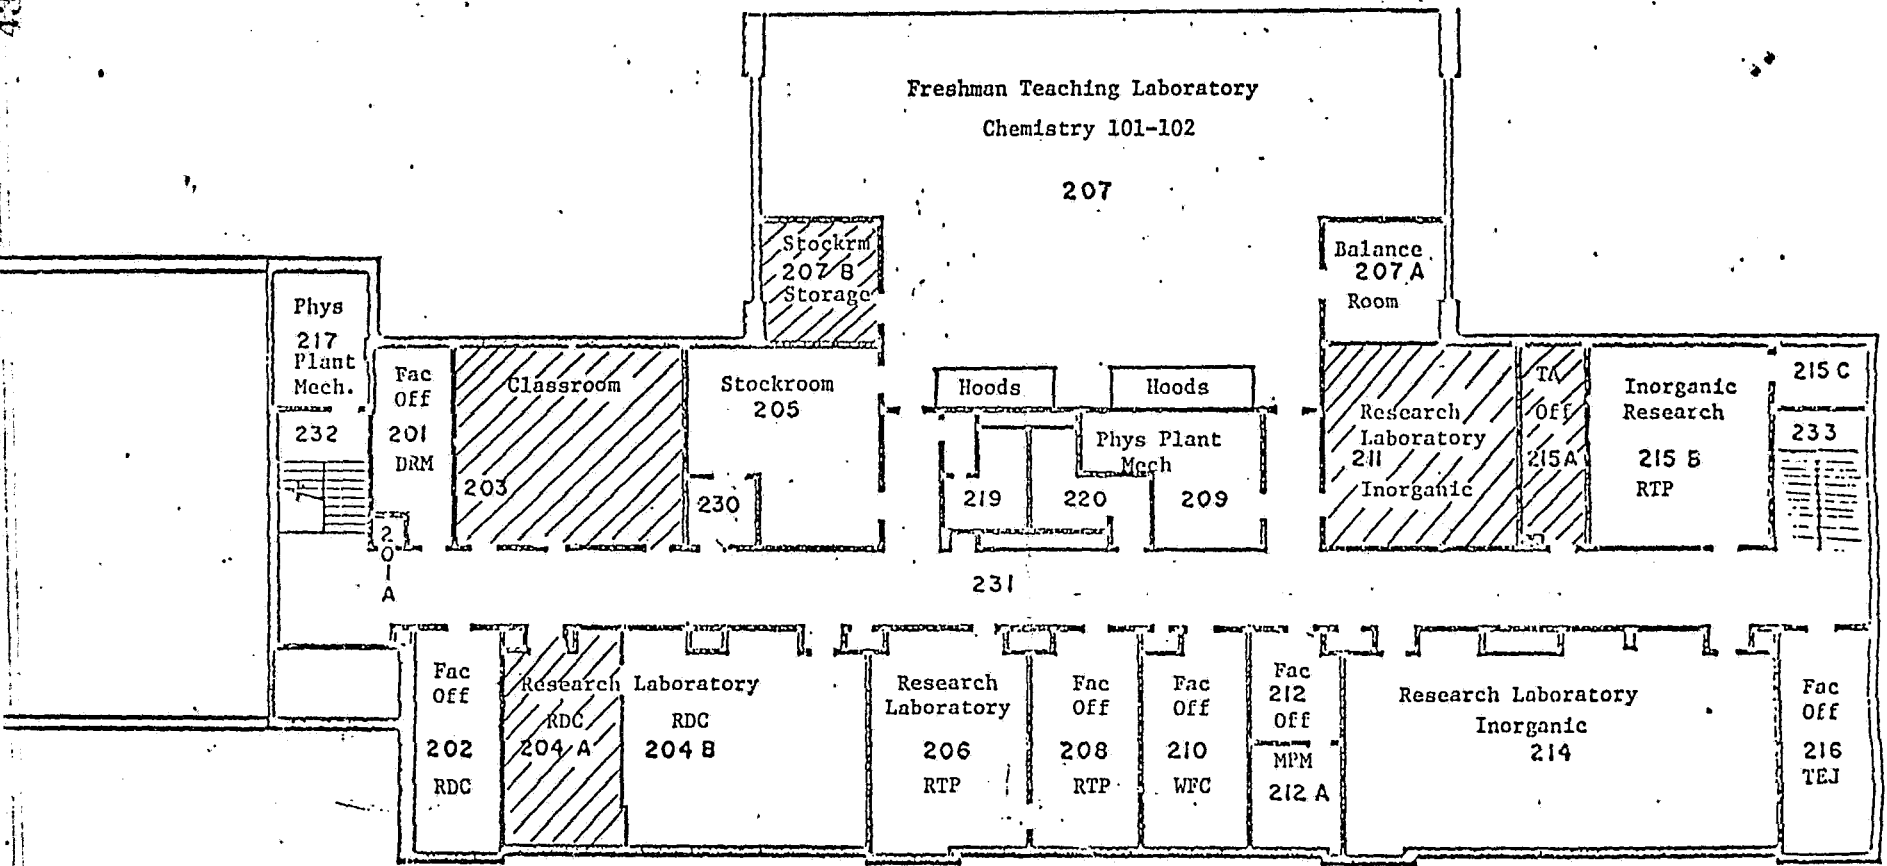 Freshman Teaching Laboratory
Chemistry 101-102
207
Stockrm
207 B
Storage
Balance
207 A
Room
Phys
217
Plant
Mech.
232
Fac
Off
201
DRM
201A
Classroom
203
Stockroom
205
230
Hoods
Hoods
Phys Plant
Mech
219
220
209
Research
Laboratory
211
Inorganic
TA
Off
215A
Inorganic
Research
215 B
RTP
215 C
233
231
Fac
Off
202
RDC
Research Laboratory
RDC
204 A
RDC
204 B
Research
Laboratory
206
RTP
Fac
Off
208
RTP
Fac
Off
210
WFC
Fac
212
Off
MPM
212 A
Research Laboratory
Inorganic
214
Fac
Off
216
TEJ